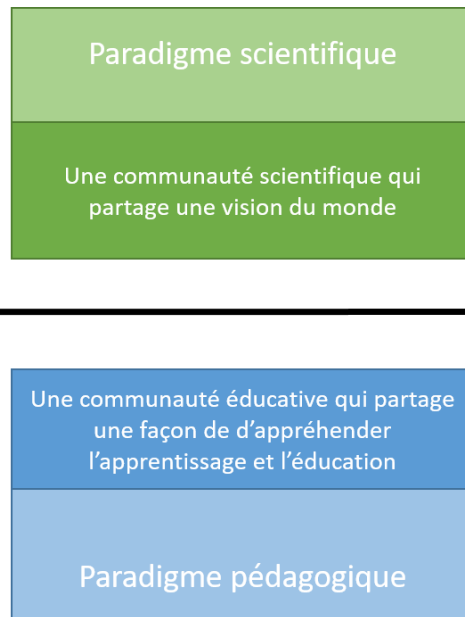 Paradigme scientifique
Une communauté scientifique qui
partage une vision du monde
Une communauté éducative qui partage
une façon de d’appréhender
l’apprentissage et l’éducation
Paradigme pédagogique